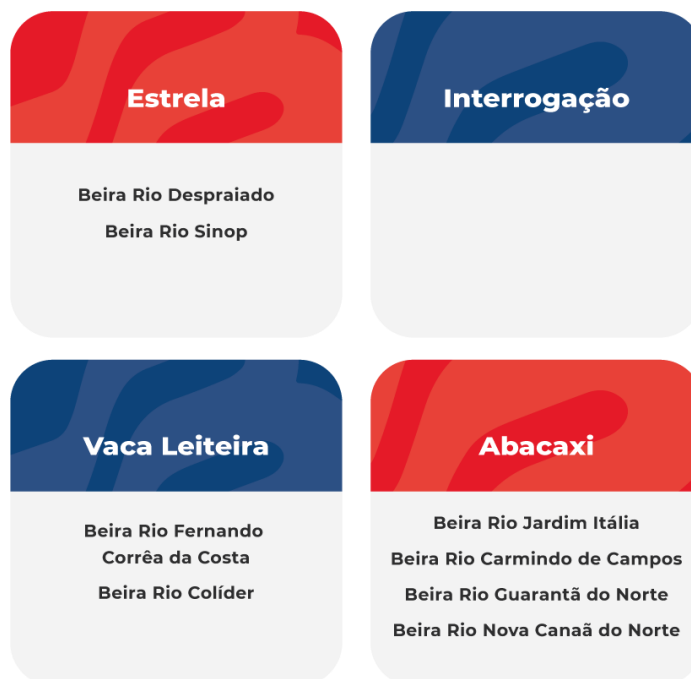 Estrela
Beira Rio Despraiado
Beira Rio Sinop
Interrogação
Vaca Leiteira
Beira Rio Fernando
Corrêa da Costa
Beira Rio Colíder
Abacaxi
Beira Rio Jardim Itália
Beira Rio Carmindo de Campos
Beira Rio Guarantã do Norte
Beira Rio Nova Canaã do Norte